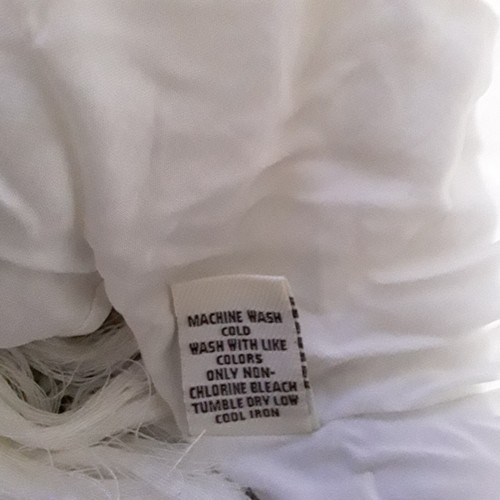 MACHINE WASH
COLD
WASH WITH LIKE
COLORS
ONLY NON-
CHLORINE BLEACH
TUMBLE DRY LOW
COOL IRON